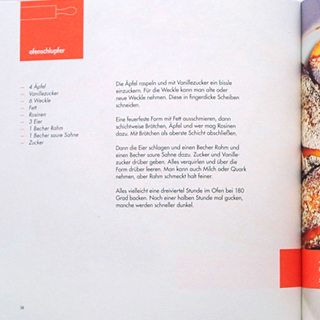 ofenschlupfer
4 Äpfel
Vanillezucker
6 Weckle
Fett
Rosinen
3 Eier
1 Becher Rahm
1 Becher saure Sahne
Zucker
Die Äpfel raspeln und mit Vanillezucker ein bissle
einzuckern. Für die Weckle kann man alte oder
neue Weckle nehmen. Diese in fingerdicke Scheiben
schneiden.
Eine feuerfeste Form mit Fett ausschmieren, dann
schichtweise Brötchen, Äpfel und wer mag Rosinen
dazu. Mit Brötchen als oberste Schicht abschließen.
Dann die Eier schlagen und einen Becher Rahm und
einen Becher saure Sahne dazu. Zucker und Vanille-
zucker drüber geben. Alles verquirlen und über die
Form drüber leeren. Man kann auch Milch oder Quark
nehmen, aber Rahm schmeckt halt feiner.
Alles vielleicht eine dreiviertel Stunde im Ofen bei 180
Grad backen. Nach einer halben Stunde mal gucken,
manche werden schneller dunkel.